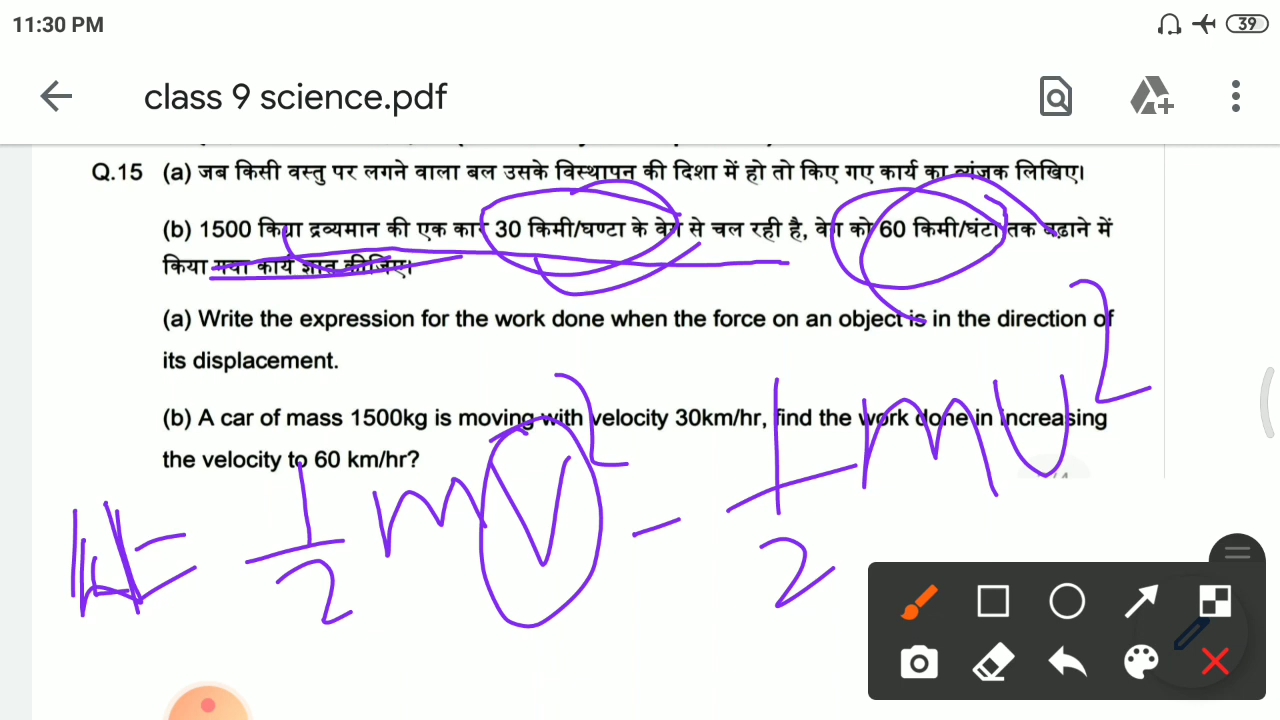 11:30 PM
39
class 9 science.pdf
Q.15 (a) जब किसी वस्तु पर लगने वाला बल उसके विस्थापन की दिशा में हो तो किए गए कार्य का व्यंजक लिखिए।
(b) 1500 किग्रा द्रव्यमान की एक कार 30 किमी/घण्टा के वेग से चल रही है, वेग को 60 किमी/घंटा तक बढ़ाने में
किया गया कार्य ज्ञात कीजिए।
(a) Write the expression for the work done when the force on an object is in the direction of
its displacement.
(b) A car of mass 1500kg is moving with velocity 30km/hr, find the work done in increasing
the velocity to 60 km/hr?
= 1/2 mv² - 1/2 mu²